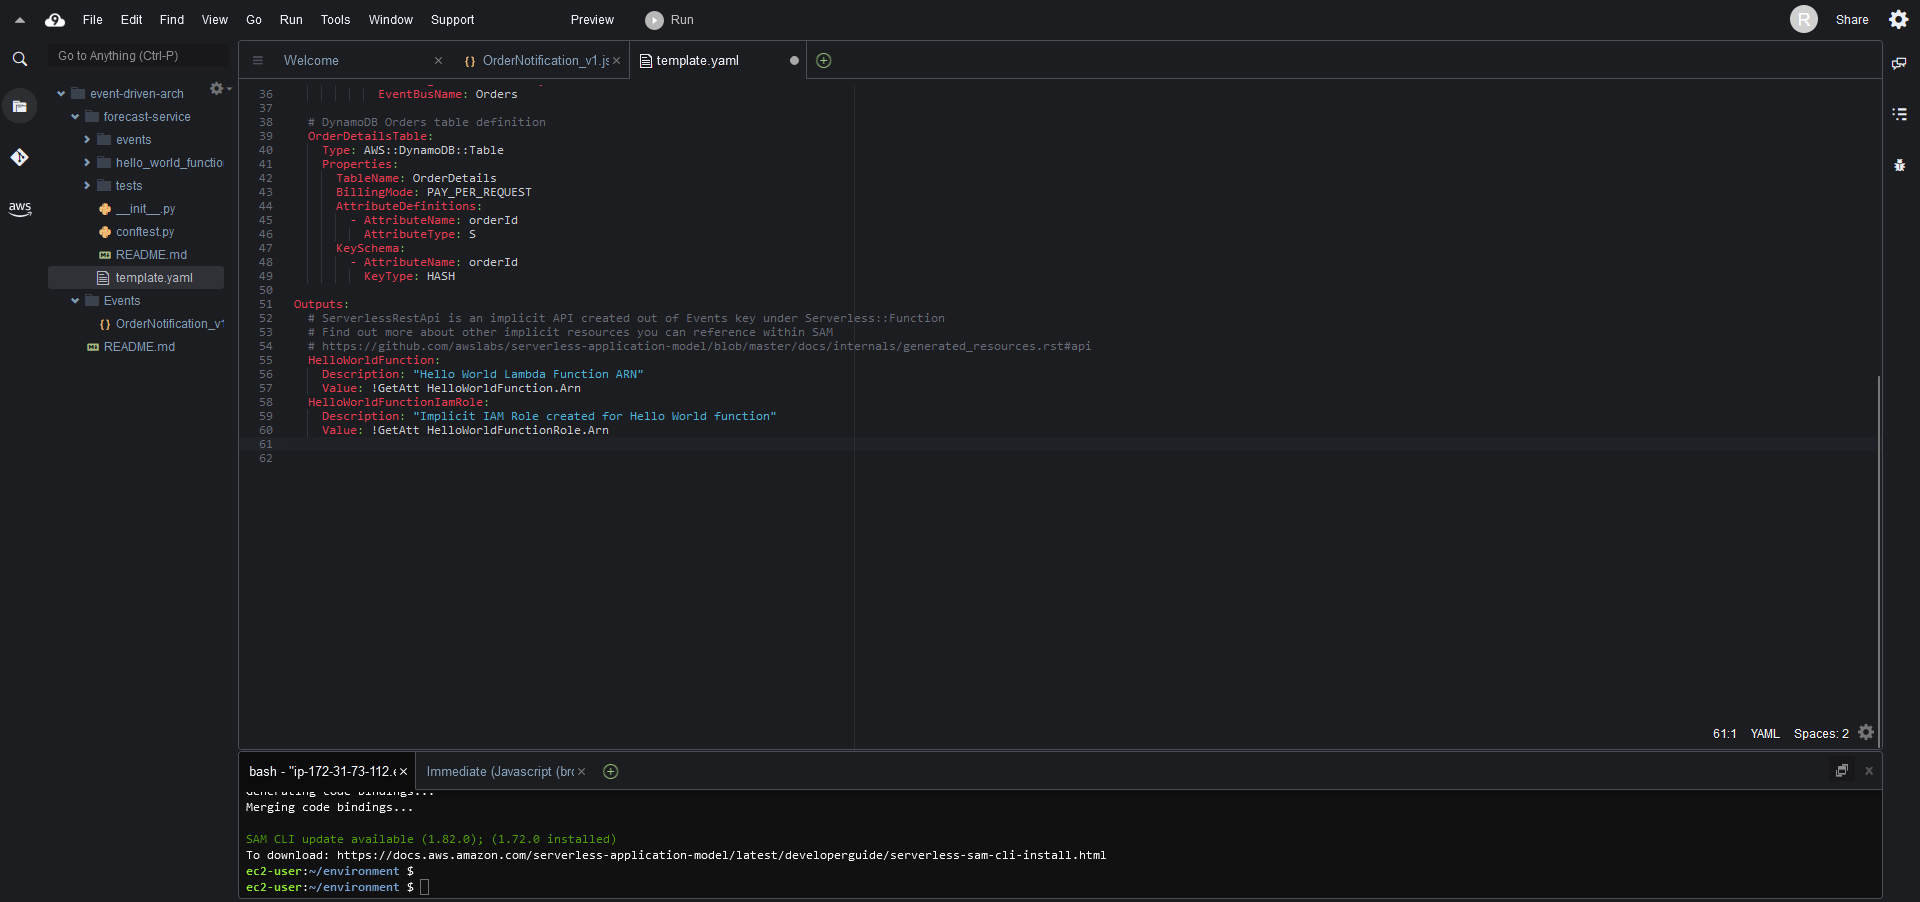 9 File Edit Find View Go Run Tools Window Support Preview Run R Share
Go to Anything (Ctrl-P)
Welcome OrderNotification_v1.js template.yaml
event-driven-arch
forecast-service
events
hello_world_functio
tests
__init__.py
conftest.py
README.md
template.yaml
Events
{} OrderNotification_v1
README.md
aws
36 EventBusName: Orders
37
38 # DynamoDB Orders table definition
39 OrderDetailsTable:
40 Type: AWS::DynamoDB::Table
41 Properties:
42 TableName: OrderDetails
43 BillingMode: PAY_PER_REQUEST
44 AttributeDefinitions:
45 - AttributeName: orderId
46 AttributeType: S
47 KeySchema:
48 - AttributeName: orderId
49 KeyType: HASH
50
51 Outputs:
52 # ServerlessRestApi is an implicit API created out of Events key under Serverless::Function
53 # Find out more about other implicit resources you can reference within SAM
54 # https://github.com/awslabs/serverless-application-model/blob/master/docs/internals/generated_resources.rst#api
55 HelloWorldFunction:
56 Description: "Hello World Lambda Function ARN"
57 Value: !GetAtt HelloWorldFunction.Arn
58 HelloWorldFunctionIamRole:
59 Description: "Implicit IAM Role created for Hello World function"
60 Value: !GetAtt HelloWorldFunctionRole.Arn
61
62
61:1 YAML Spaces: 2
bash - "ip-172-31-73-112.e Immediate (Javascript (bro
Generating code bindings...
Merging code bindings...
SAM CLI update available (1.82.0); (1.72.0 installed)
To download: https://docs.aws.amazon.com/serverless-application-model/latest/developerguide/serverless-sam-cli-install.html
ec2-user:~/environment $
ec2-user:~/environment $